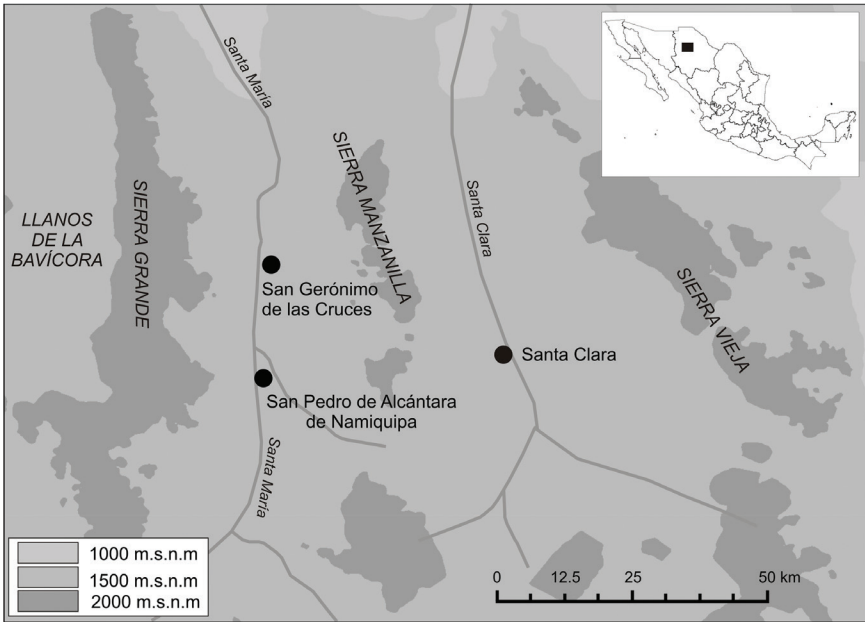 Santa María
SIERRA GRANDE
LLANOS
DE LA
BAVÍCORA
SIERRA MANZANILLA
Santa Clara
San Gerónimo
de las Cruces
SIERRA VIEJA
Santa Clara
San Pedro de Alcántara
de Namiquipa
Santa María
1000 m.s.n.m
1500 m.s.n.m
2000 m.s.n.m
0 12.5 25 50 km